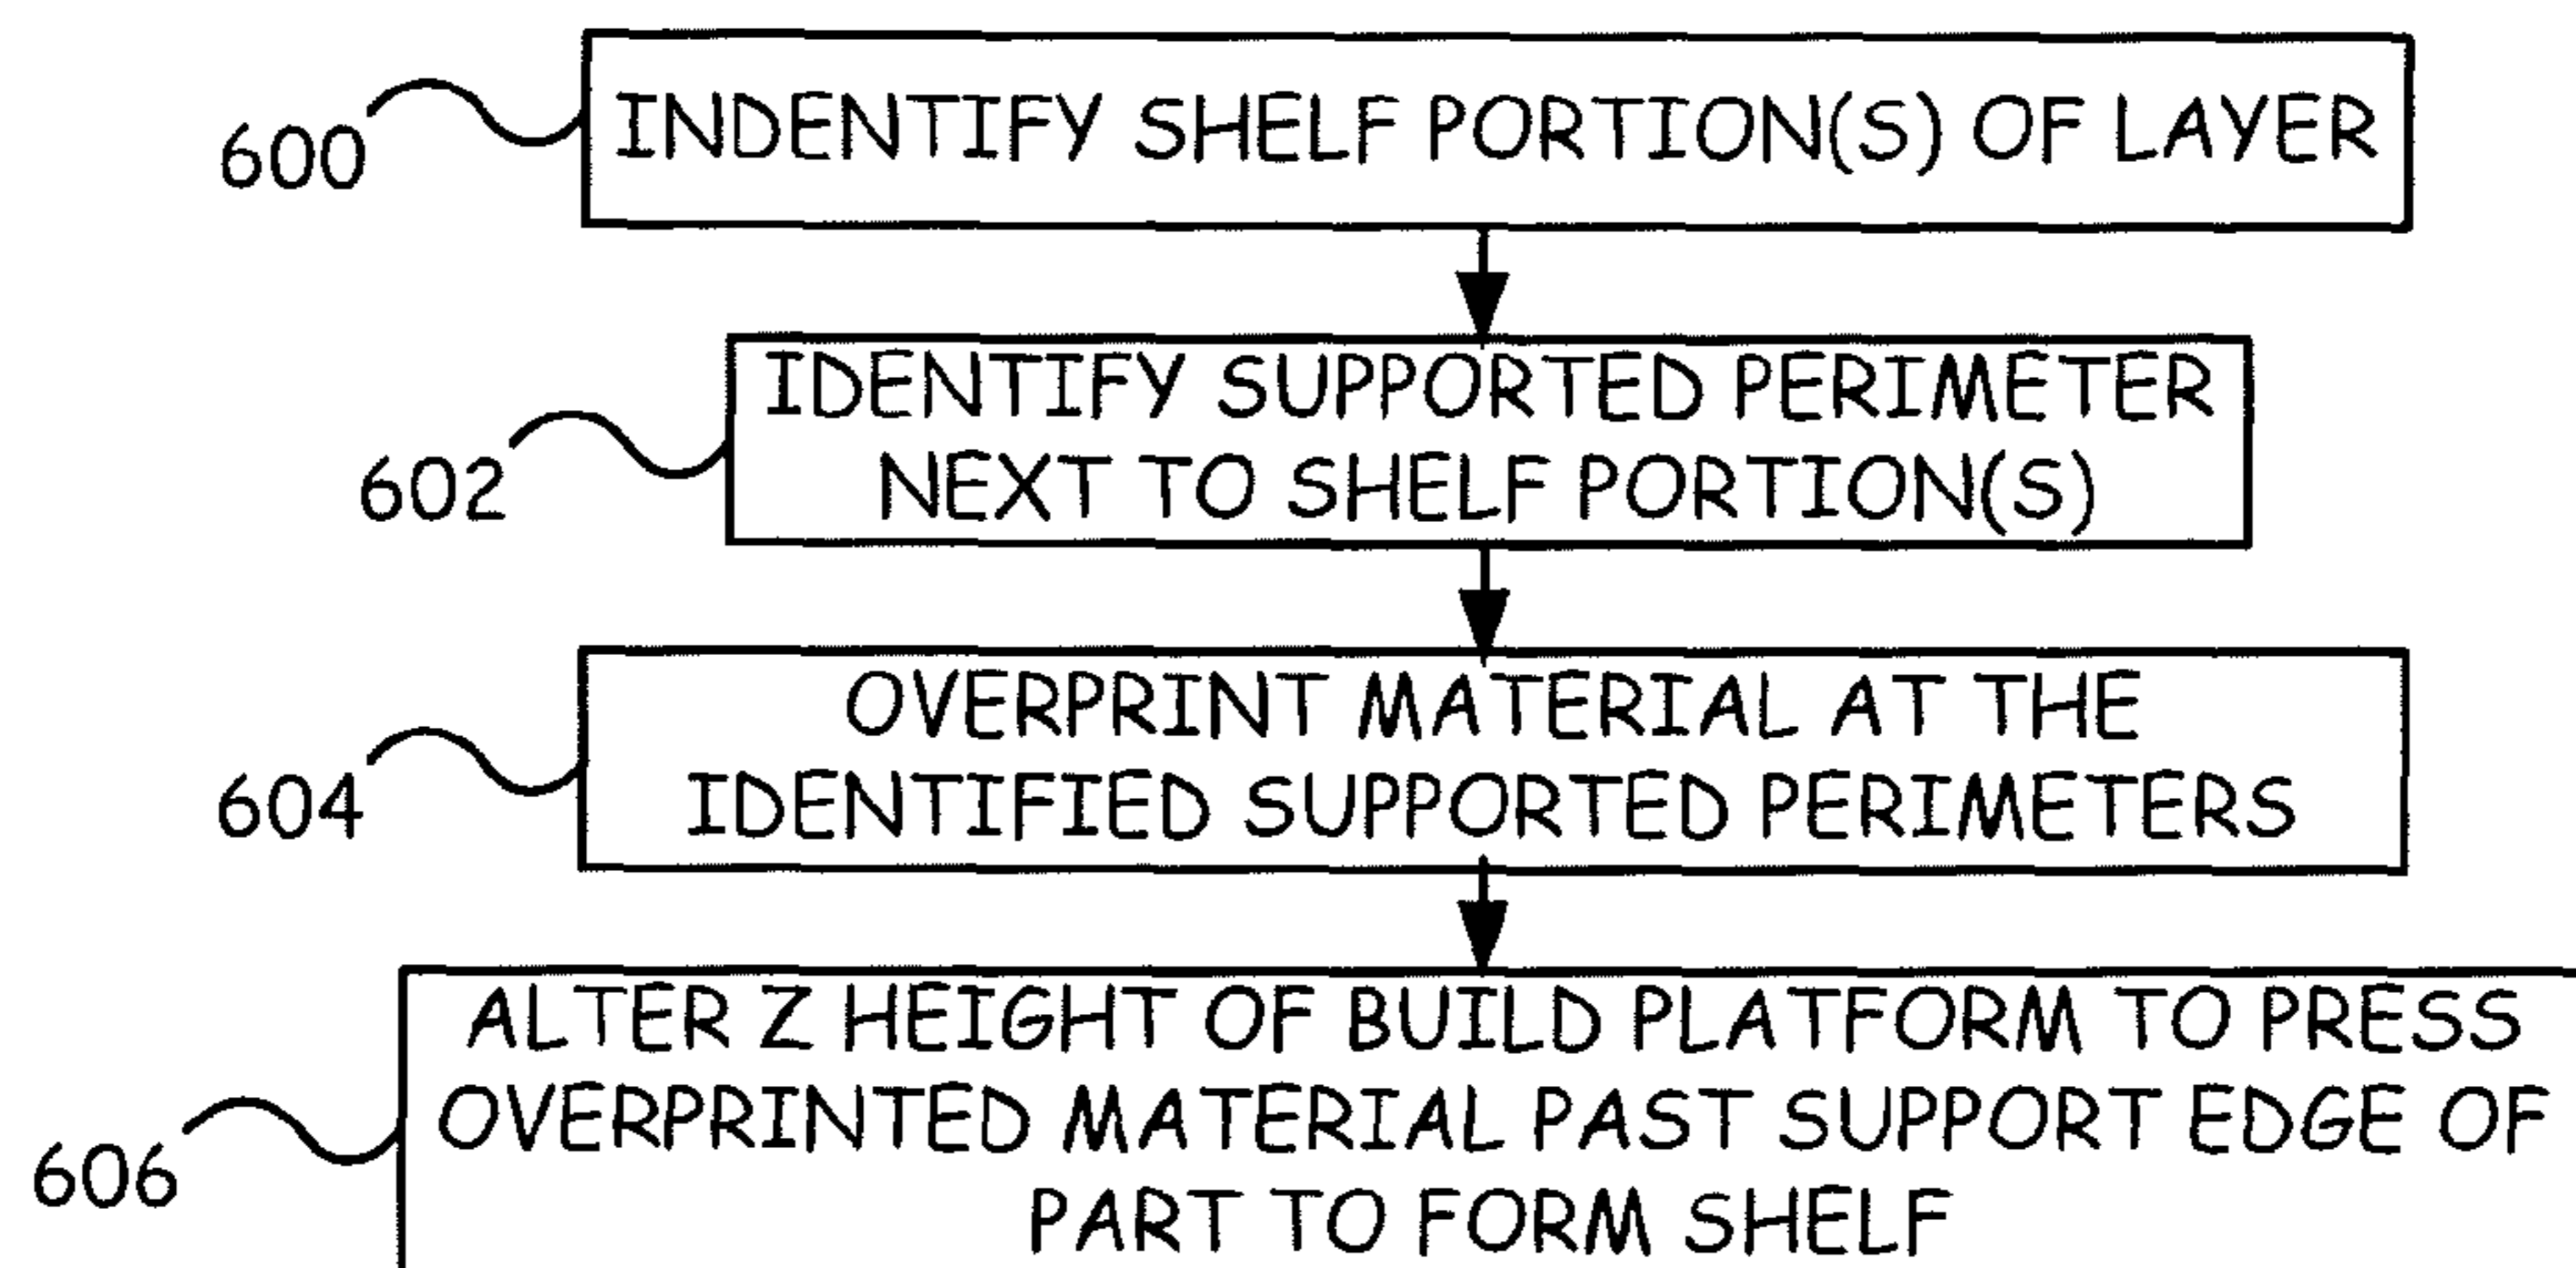 600
INDENTIFY SHELF PORTION(S) OF LAYER
602
IDENTIFY SUPPORTED PERIMETER
NEXT TO SHELF PORTION(S)
604
OVERPRINT MATERIAL AT THE
IDENTIFIED SUPPORTED PERIMETERS
606
ALTER Z HEIGHT OF BUILD PLATFORM TO PRESS
OVERPRINTED MATERIAL PAST SUPPORT EDGE OF
PART TO FORM SHELF